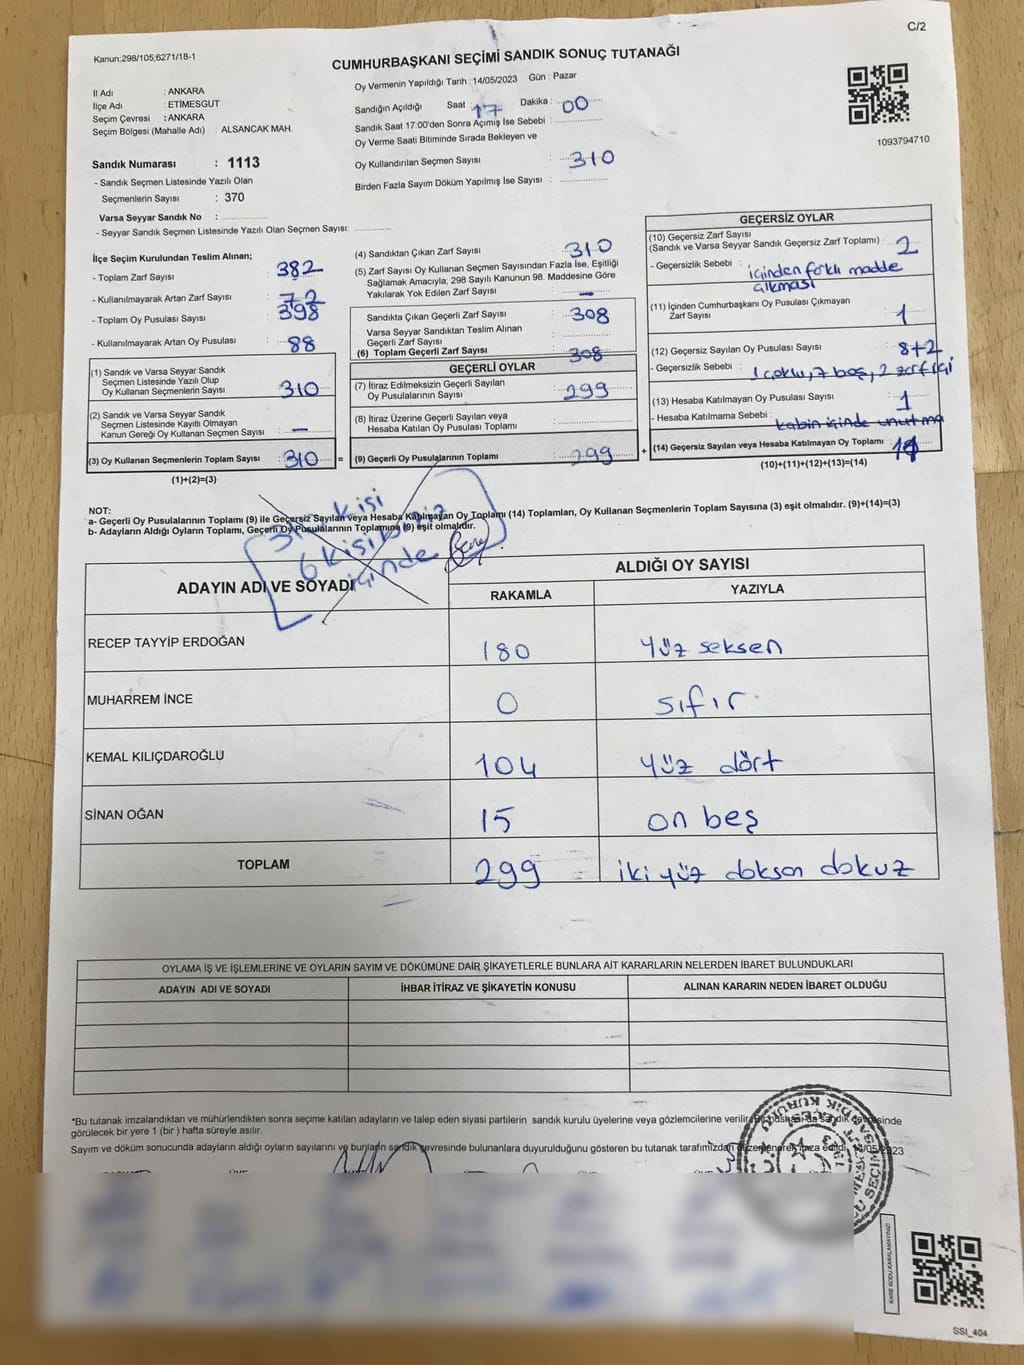 C/2
Kanun;298/105;6271/18-1
CUMHURBAŞKANI SEÇİMİ SANDIK SONUÇ TUTANAĞI
Oy Vermenin Yapıldığı Tarih : 14/05/2023 Gün : Pazar
İl Adı : ANKARA
İlçe Adı : ETİMESGUT
Seçim Çevresi : ANKARA
Seçim Bölgesi (Mahalle Adı) : ALSANCAK MAH.
Sandığın Açıldığı Saat : 17 Dakika : 00
Sandık Saat 17:00'den Sonra Açımış İse Sebebi :
Oy Verme Saati Bitiminde Sırada Bekleyen ve
Oy Kullandırılan Seçmen Sayısı : 310
Birden Fazla Sayım Döküm Yapılmış İse Sayısı :
1093794710
Sandık Numarası : 1113
- Sandık Seçmen Listesinde Yazılı Olan
Seçmenlerin Sayısı : 370
Varsa Seyyar Sandık No :
- Seyyar Sandık Seçmen Listesinde Yazılı Olan Seçmen Sayısı:
İlçe Seçim Kurulundan Teslim Alınan;
- Toplam Zarf Sayısı : 382
- Kullanılmayarak Artan Zarf Sayısı : 72
- Toplam Oy Pusulası Sayısı : 398
- Kullanılmayarak Artan Oy Pusulası : 88
(1) Sandık ve Varsa Seyyar Sandık
Seçmen Listesinde Yazılı Olup
Oy Kullanan Seçmenlerin Sayısı : 310
(2) Sandık ve Varsa Seyyar Sandık
Seçmen Listesinde Kayıtlı Olmayan
Kanun Gereği Oy Kullanan Seçmen Sayısı : —
(3) Oy Kullanan Seçmenlerin Toplam Sayısı : 310 =
(1)+(2)=(3)
(4) Sandıktan Çıkan Zarf Sayısı : 310
(5) Zarf Sayısı Oy Kullanan Seçmen Sayısından Fazla İse, Eşitliği
Sağlamak Amacıyla, 298 Sayılı Kanunun 98. Maddesine Göre
Yakılarak Yok Edilen Zarf Sayısı : —
Sandıkta Çıkan Geçerli Zarf Sayısı : 308
Varsa Seyyar Sandıktan Teslim Alınan
Geçerli Zarf Sayısı :
(6) Toplam Geçerli Zarf Sayısı : 308
GEÇERLİ OYLAR
(7) İtiraz Edilmeksizin Geçerli Sayılan
Oy Pusulalarının Sayısı : 299
(8) İtiraz Üzerine Geçerli Sayılan veya
Hesaba Katılan Oy Pusulası Toplamı :
(9) Geçerli Oy Pusulalarının Toplamı : 299 +
GEÇERSİZ OYLAR
(10) Geçersiz Zarf Sayısı
(Sandık ve Varsa Seyyar Sandık Geçersiz Zarf Toplamı) : 2
- Geçersizlik Sebebi : içinden farklı madde
çıkması
(11) İçinden Cumhurbaşkanı Oy Pusulası Çıkmayan
Zarf Sayısı : 1
(12) Geçersiz Sayılan Oy Pusulası Sayısı : 8+2
- Geçersizlik Sebebi : 1 çoklu, 7 boş, 2 zarf içi
(13) Hesaba Katılmayan Oy Pusulası Sayısı : 1
- Hesaba Katılmama Sebebi : kabin içinde unutma
(14) Geçersiz Sayılan veya Hesaba Katılmayan Oy Toplamı :
(10)+(11)+(12)+(13)=(14)
NOT:
a- Geçerli Oy Pusulalarının Toplamı (9) ile Geçersiz Sayılan veya Hesaba Katılmayan Oy Toplamı (14) Toplamları, Oy Kullanan Seçmenlerin Toplam Sayısına (3) eşit olmalıdır. (9)+(14)=(3)
b- Adayların Aldığı Oyların Toplamı, Geçerli Oy Pusulalarının Toplamına (9) eşit olmalıdır.
kişi
6 kişi
içinde
ADAYIN ADI VE SOYADI
ALDIĞI OY SAYISI
RAKAMLA YAZIYLA
RECEP TAYYİP ERDOĞAN 180 yüz seksen
MUHARREM İNCE 0 sıfır
KEMAL KILIÇDAROĞLU 104 yüz dört
SİNAN OĞAN 15 on beş
TOPLAM 299 iki yüz doksan dokuz
OYLAMA İŞ VE İŞLEMLERİNE VE OYLARIN SAYIM VE DÖKÜMÜNE DAİR ŞİKAYETLERLE BUNLARA AİT KARARLARIN NELERDEN İBARET BULUNDUKLARI
ADAYIN ADI VE SOYADI İHBAR İTİRAZ VE ŞİKAYETİN KONUSU ALINAN KARARIN NEDEN İBARET OLDUĞU
*Bu tutanak imzalandıktan ve mühürlendikten sonra seçime katılan adayların ve talep eden siyasi partilerin sandık kurulu üyelerine veya gözlemcilerine verilir.
görülecek bir yere 1 (bir ) hafta süreyle asılır.
Sayım ve döküm sonucunda adayların aldığı oyların sayılarını ve bunların sandık çevresinde bulunanlara duyurulduğunu gösteren bu tutanak tarafımızdan düzenlenerek imza edildi. 14/05/2023
KARE KODU KARALAMAYINIZ!
SSI_404